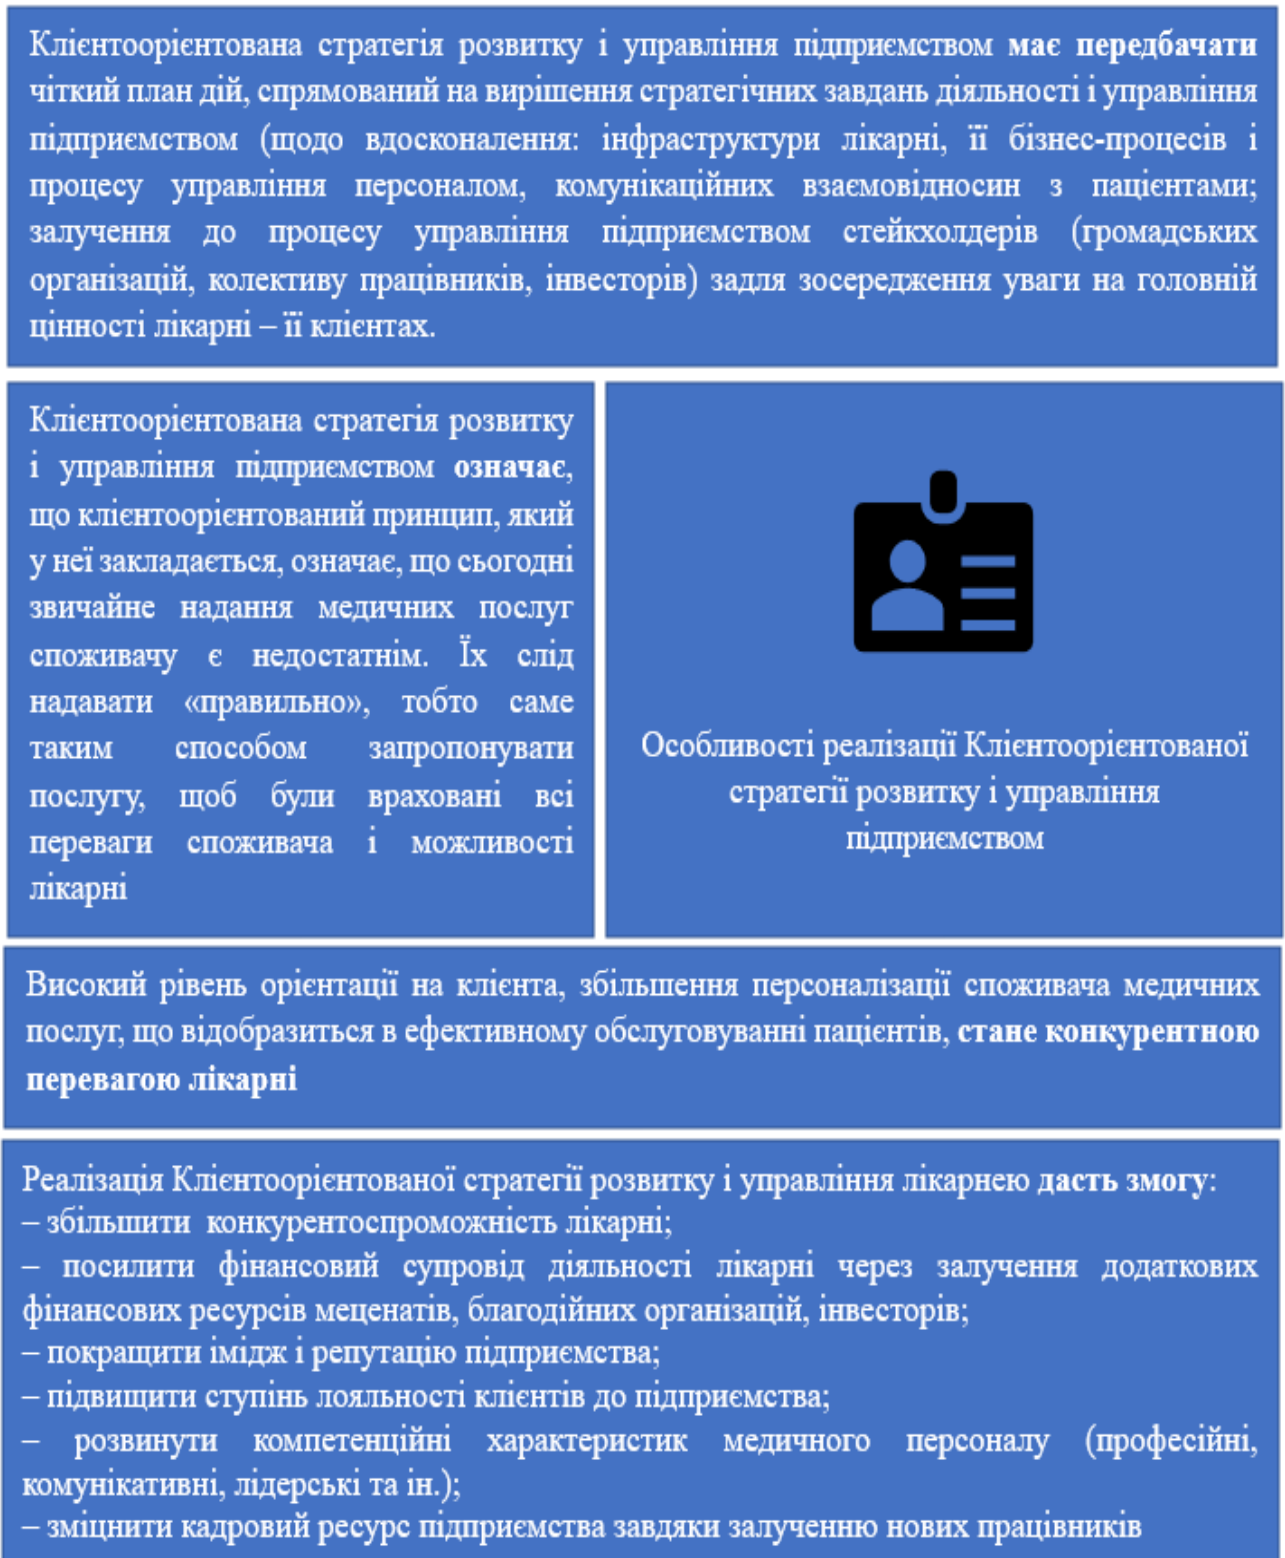 Клієнтоорієнтована стратегія розвитку і управління підприємством має передбачати
чіткий план дій, спрямований на вирішення стратегічних завдань діяльності і управління
підприємством (щодо вдосконалення: інфраструктури лікарні, її бізнес-процесів і
процесу управління персоналом, комунікаційних взаємовідносин з пацієнтами;
залучення до процесу управління підприємством стейкхолдерів (громадських
організацій, колективу працівників, інвесторів) задля зосередження уваги на головній
цінності лікарні – її клієнтах.
Клієнтоорієнтована стратегія розвитку
і управління підприємством означає,
що клієнтоорієнтований принцип, який
у неї закладається, означає, що сьогодні
звичайне надання медичних послуг
споживачу є недостатнім. Їх слід
надавати «правильно», тобто саме
таким способом запропонувати
послугу, щоб були враховані всі
переваги споживача і можливості
лікарні
Особливості реалізації Клієнтоорієнтованої
стратегії розвитку і управління
підприємством
Високий рівень орієнтації на клієнта, збільшення персоналізації споживача медичних
послуг, що відобразиться в ефективному обслуговуванні пацієнтів, стане конкурентною
перевагою лікарні
Реалізація Клієнтоорієнтованої стратегії розвитку і управління лікарнею дасть змогу:
– збільшити конкурентоспроможність лікарні;
– посилити фінансовий супровід діяльності лікарні через залучення додаткових
фінансових ресурсів меценатів, благодійних організацій, інвесторів;
– покращити імідж і репутацію підприємства;
– підвищити ступінь лояльності клієнтів до підприємства;
– розвинути компетенційні характеристик медичного персоналу (професійні,
комунікативні, лідерські та ін.);
– зміцнити кадровий ресурс підприємства завдяки залученню нових працівників